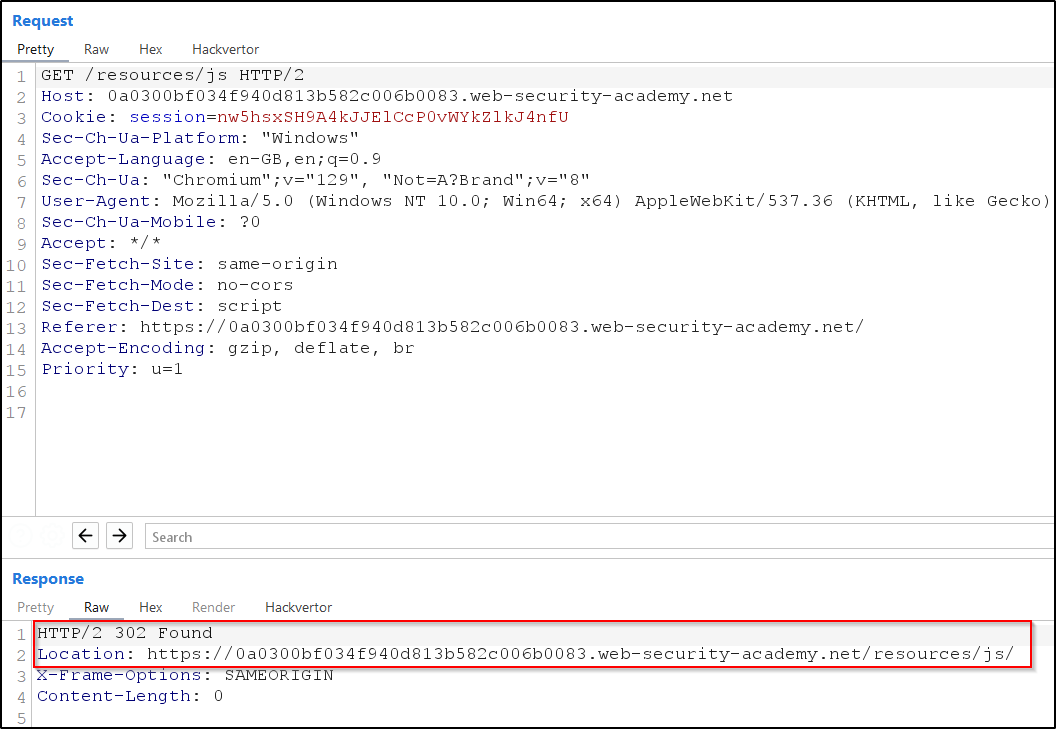 Request
Pretty Raw Hex Hackvertor
1 GET /resources/js HTTP/2
2 Host: 0a0300bf034f940d813b582c006b0083.web-security-academy.net
3 Cookie: session=nw5hsxSH9A4kJJElCcP0vWYkZlkJ4nfU
4 Sec-Ch-Ua-Platform: "Windows"
5 Accept-Language: en-GB,en;q=0.9
6 Sec-Ch-Ua: "Chromium";v="129", "Not=A?Brand";v="8"
7 User-Agent: Mozilla/5.0 (Windows NT 10.0; Win64; x64) AppleWebKit/537.36 (KHTML, like Gecko)
8 Sec-Ch-Ua-Mobile: ?0
9 Accept: */*
10 Sec-Fetch-Site: same-origin
11 Sec-Fetch-Mode: no-cors
12 Sec-Fetch-Dest: script
13 Referer: https://0a0300bf034f940d813b582c006b0083.web-security-academy.net/
14 Accept-Encoding: gzip, deflate, br
15 Priority: u=1
16
17
Search
Response
Pretty Raw Hex Render Hackvertor
1 HTTP/2 302 Found
2 Location: https://0a0300bf034f940d813b582c006b0083.web-security-academy.net/resources/js/
3 X-Frame-Options: SAMEORIGIN
4 Content-Length: 0
5